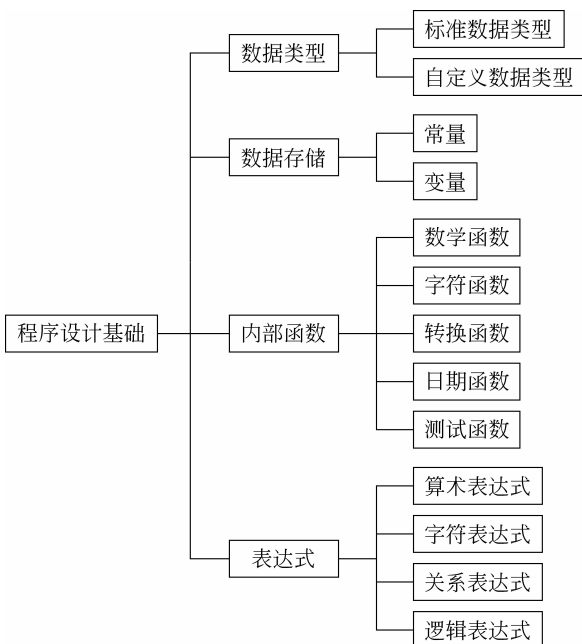 程序设计基础
数据类型
标准数据类型
自定义数据类型
数据存储
常量
变量
内部函数
数学函数
字符函数
转换函数
日期函数
测试函数
表达式
算术表达式
字符表达式
关系表达式
逻辑表达式